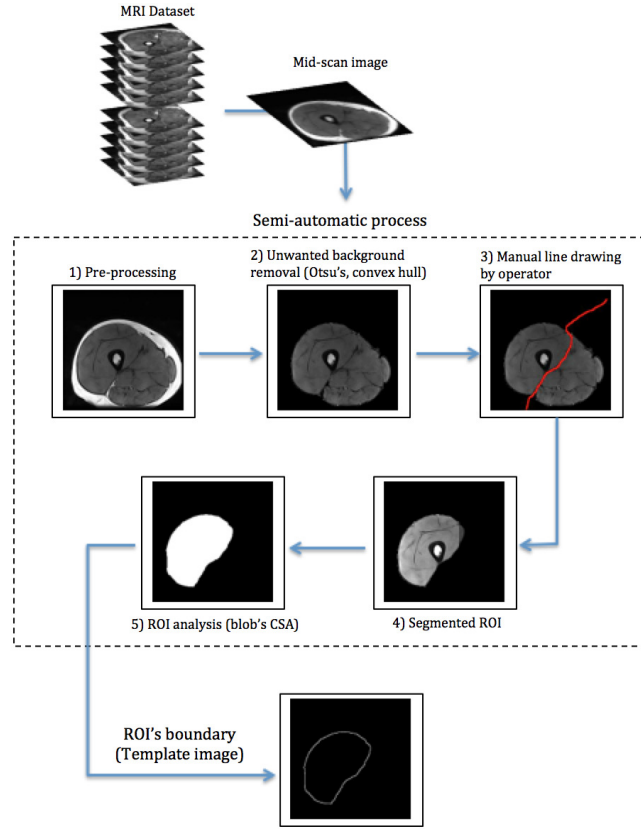 MRI Dataset
Mid-scan image
Semi-automatic process
1) Pre-processing
2) Unwanted background
removal (Otsu's, convex hull)
3) Manual line drawing
by operator
5) ROI analysis (blob's CSA)
4) Segmented ROI
ROI's boundary
(Template image)